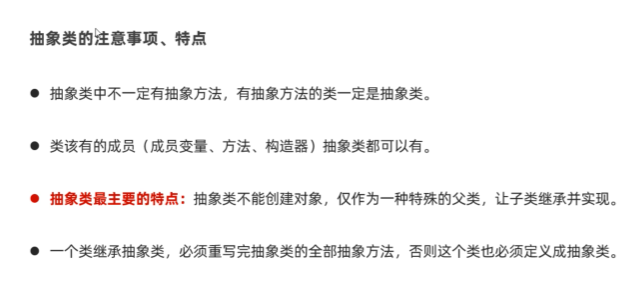 抽象类的注意事项、特点
● 抽象类中不一定有抽象方法，有抽象方法的类一定是抽象类。
● 类该有的成员（成员变量、方法、构造器）抽象类都可以有。
● 抽象类最主要的特点：抽象类不能创建对象，仅作为一种特殊的父类，让子类继承并实现。
● 一个类继承抽象类，必须重写完抽象类的全部抽象方法，否则这个类也必须定义成抽象类。